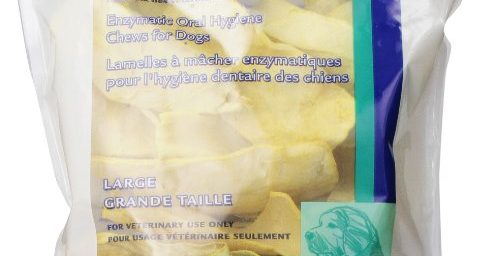 Enzymatic Oral Hygiene
Chews for Dogs
Lamelles à mâcher enzymatiques
pour l'hygiène dentaire des chiens
LARGE
GRANDE TAILLE
FOR VETERINARY USE ONLY
POUR USAGE VÉTÉRINAIRE SEULEMENT